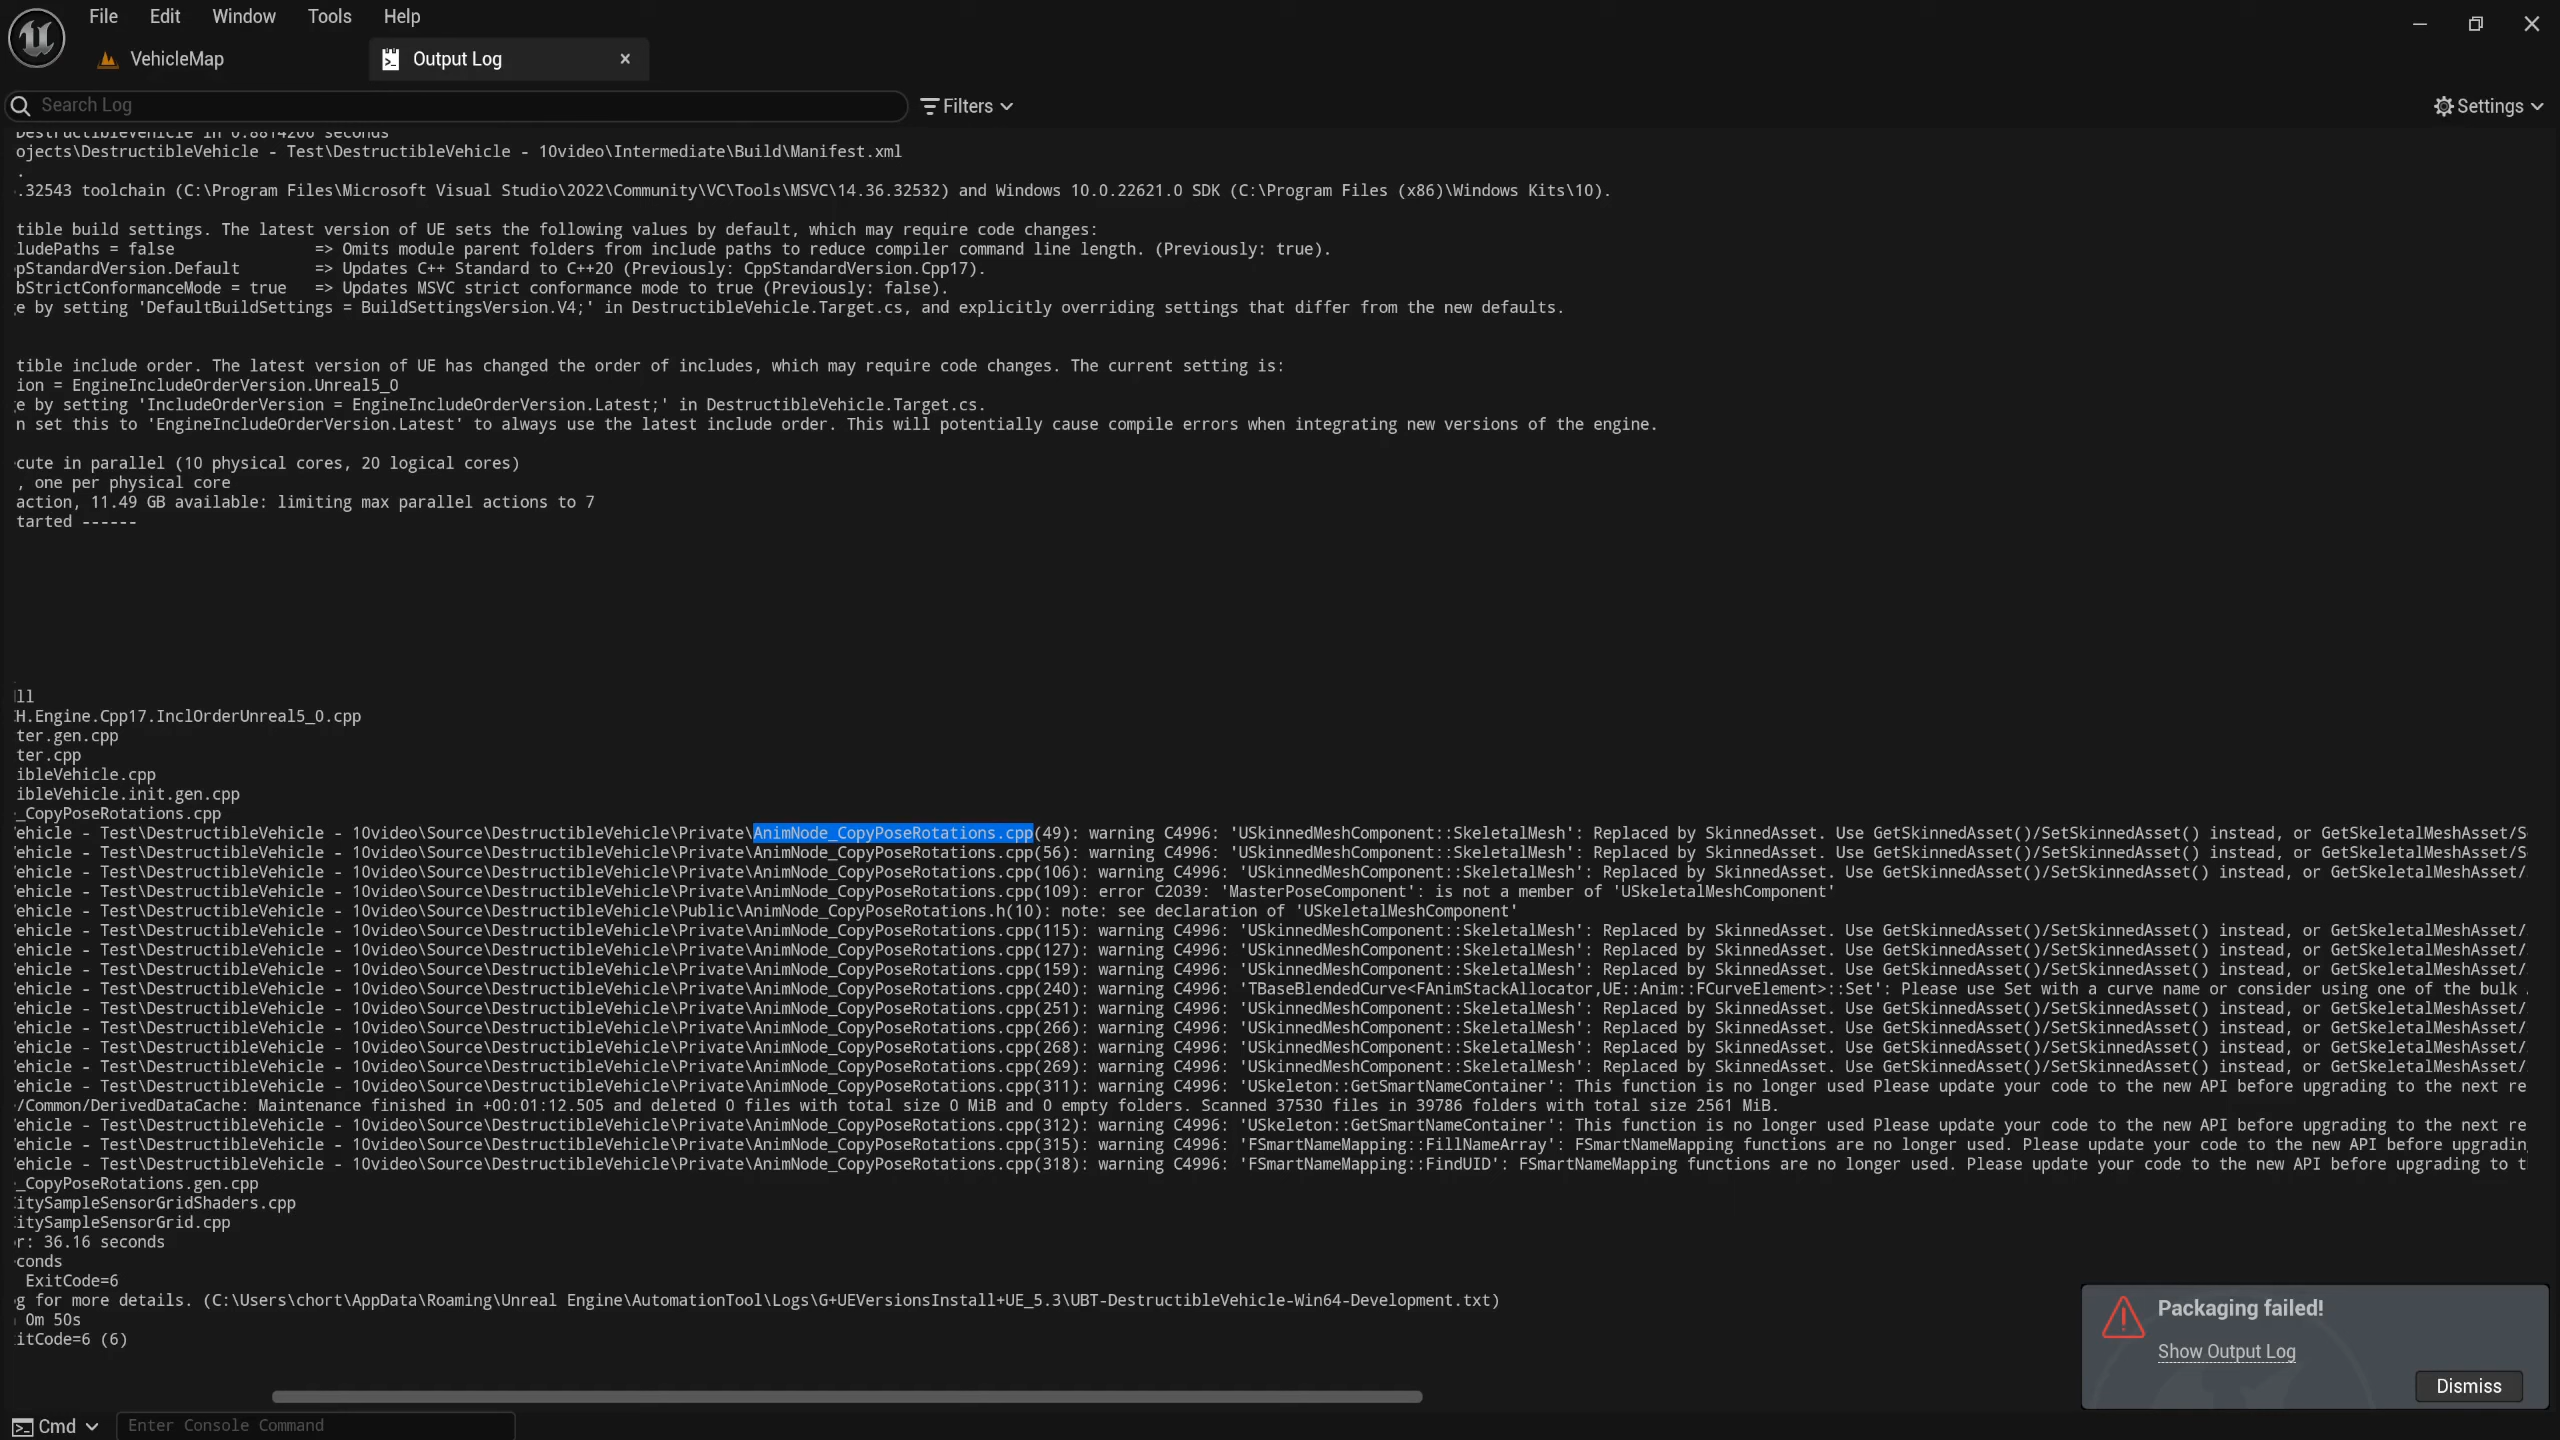 File Edit Window Tools Help
VehicleMap
Output Log
Search Log
Filters
Settings
DestructibleVehicle in 0.8814206 seconds
ojects\DestructibleVehicle - Test\DestructibleVehicle - 10video\Intermediate\Build\Manifest.xml
.
.32543 toolchain (C:\Program Files\Microsoft Visual Studio\2022\Community\VC\Tools\MSVC\14.36.32532) and Windows 10.0.22621.0 SDK (C:\Program Files (x86)\Windows Kits\10).
tible build settings. The latest version of UE sets the following values by default, which may require code changes:
ludePaths = false => Omits module parent folders from include paths to reduce compiler command line length. (Previously: true).
pStandardVersion.Default => Updates C++ Standard to C++20 (Previously: CppStandardVersion.Cpp17).
bStrictConformanceMode = true => Updates MSVC strict conformance mode to true (Previously: false).
e by setting 'DefaultBuildSettings = BuildSettingsVersion.V4;' in DestructibleVehicle.Target.cs, and explicitly overriding settings that differ from the new defaults.
tible include order. The latest version of UE has changed the order of includes, which may require code changes. The current setting is:
ion = EngineIncludeOrderVersion.Unreal5_0
e by setting 'IncludeOrderVersion = EngineIncludeOrderVersion.Latest;' in DestructibleVehicle.Target.cs.
n set this to 'EngineIncludeOrderVersion.Latest' to always use the latest include order. This will potentially cause compile errors when integrating new versions of the engine.
cute in parallel (10 physical cores, 20 logical cores)
, one per physical core
action, 11.49 GB available: limiting max parallel actions to 7
tarted ------
ll
H.Engine.Cpp17.InclOrderUnreal5_0.cpp
ter.gen.cpp
ter.cpp
ibleVehicle.cpp
ibleVehicle.init.gen.cpp
_CopyPoseRotations.cpp
ehicle - Test\DestructibleVehicle - 10video\Source\DestructibleVehicle\Private\AnimNode_CopyPoseRotations.cpp(49): warning C4996: 'USkinnedMeshComponent::SkeletalMesh': Replaced by SkinnedAsset. Use GetSkinnedAsset()/SetSkinnedAsset() instead, or GetSkeletalMeshAsset/S
ehicle - Test\DestructibleVehicle - 10video\Source\DestructibleVehicle\Private\AnimNode_CopyPoseRotations.cpp(56): warning C4996: 'USkinnedMeshComponent::SkeletalMesh': Replaced by SkinnedAsset. Use GetSkinnedAsset()/SetSkinnedAsset() instead, or GetSkeletalMeshAsset/S
ehicle - Test\DestructibleVehicle - 10video\Source\DestructibleVehicle\Private\AnimNode_CopyPoseRotations.cpp(106): warning C4996: 'USkinnedMeshComponent::SkeletalMesh': Replaced by SkinnedAsset. Use GetSkinnedAsset()/SetSkinnedAsset() instead, or GetSkeletalMeshAsset/
ehicle - Test\DestructibleVehicle - 10video\Source\DestructibleVehicle\Private\AnimNode_CopyPoseRotations.cpp(109): error C2039: 'MasterPoseComponent': is not a member of 'USkeletalMeshComponent'
ehicle - Test\DestructibleVehicle - 10video\Source\DestructibleVehicle\Public\AnimNode_CopyPoseRotations.h(10): note: see declaration of 'USkeletalMeshComponent'
ehicle - Test\DestructibleVehicle - 10video\Source\DestructibleVehicle\Private\AnimNode_CopyPoseRotations.cpp(115): warning C4996: 'USkinnedMeshComponent::SkeletalMesh': Replaced by SkinnedAsset. Use GetSkinnedAsset()/SetSkinnedAsset() instead, or GetSkeletalMeshAsset/
ehicle - Test\DestructibleVehicle - 10video\Source\DestructibleVehicle\Private\AnimNode_CopyPoseRotations.cpp(127): warning C4996: 'USkinnedMeshComponent::SkeletalMesh': Replaced by SkinnedAsset. Use GetSkinnedAsset()/SetSkinnedAsset() instead, or GetSkeletalMeshAsset/
ehicle - Test\DestructibleVehicle - 10video\Source\DestructibleVehicle\Private\AnimNode_CopyPoseRotations.cpp(159): warning C4996: 'USkinnedMeshComponent::SkeletalMesh': Replaced by SkinnedAsset. Use GetSkinnedAsset()/SetSkinnedAsset() instead, or GetSkeletalMeshAsset/
ehicle - Test\DestructibleVehicle - 10video\Source\DestructibleVehicle\Private\AnimNode_CopyPoseRotations.cpp(240): warning C4996: 'TBaseBlendedCurve<FAnimStackAllocator,UE::Anim::FCurveElement>::Set': Please use Set with a curve name or consider using one of the bulk
ehicle - Test\DestructibleVehicle - 10video\Source\DestructibleVehicle\Private\AnimNode_CopyPoseRotations.cpp(251): warning C4996: 'USkinnedMeshComponent::SkeletalMesh': Replaced by SkinnedAsset. Use GetSkinnedAsset()/SetSkinnedAsset() instead, or GetSkeletalMeshAsset/
ehicle - Test\DestructibleVehicle - 10video\Source\DestructibleVehicle\Private\AnimNode_CopyPoseRotations.cpp(266): warning C4996: 'USkinnedMeshComponent::SkeletalMesh': Replaced by SkinnedAsset. Use GetSkinnedAsset()/SetSkinnedAsset() instead, or GetSkeletalMeshAsset/
ehicle - Test\DestructibleVehicle - 10video\Source\DestructibleVehicle\Private\AnimNode_CopyPoseRotations.cpp(268): warning C4996: 'USkinnedMeshComponent::SkeletalMesh': Replaced by SkinnedAsset. Use GetSkinnedAsset()/SetSkinnedAsset() instead, or GetSkeletalMeshAsset/
ehicle - Test\DestructibleVehicle - 10video\Source\DestructibleVehicle\Private\AnimNode_CopyPoseRotations.cpp(269): warning C4996: 'USkinnedMeshComponent::SkeletalMesh': Replaced by SkinnedAsset. Use GetSkinnedAsset()/SetSkinnedAsset() instead, or GetSkeletalMeshAsset/
ehicle - Test\DestructibleVehicle - 10video\Source\DestructibleVehicle\Private\AnimNode_CopyPoseRotations.cpp(311): warning C4996: 'USkeleton::GetSmartNameContainer': This function is no longer used Please update your code to the new API before upgrading to the next re
/Common/DerivedDataCache: Maintenance finished in +00:01:12.505 and deleted 0 files with total size 0 MiB and 0 empty folders. Scanned 37530 files in 39786 folders with total size 2561 MiB.
ehicle - Test\DestructibleVehicle - 10video\Source\DestructibleVehicle\Private\AnimNode_CopyPoseRotations.cpp(312): warning C4996: 'USkeleton::GetSmartNameContainer': This function is no longer used Please update your code to the new API before upgrading to the next re
ehicle - Test\DestructibleVehicle - 10video\Source\DestructibleVehicle\Private\AnimNode_CopyPoseRotations.cpp(315): warning C4996: 'FSmartNameMapping::FillNameArray': FSmartNameMapping functions are no longer used. Please update your code to the new API before upgradin
ehicle - Test\DestructibleVehicle - 10video\Source\DestructibleVehicle\Private\AnimNode_CopyPoseRotations.cpp(318): warning C4996: 'FSmartNameMapping::FindUID': FSmartNameMapping functions are no longer used. Please update your code to the new API before upgrading to t
_CopyPoseRotations.gen.cpp
itySampleSensorGridShaders.cpp
itySampleSensorGrid.cpp
r: 36.16 seconds
conds
ExitCode=6
g for more details. (C:\Users\chort\AppData\Roaming\Unreal Engine\AutomationTool\Logs\G+UEVersionsInstall+UE_5.3\UBT-DestructibleVehicle-Win64-Development.txt)
0m 50s
itCode=6 (6)
Packaging failed!
Show Output Log
Dismiss
Cmd
Enter Console Command